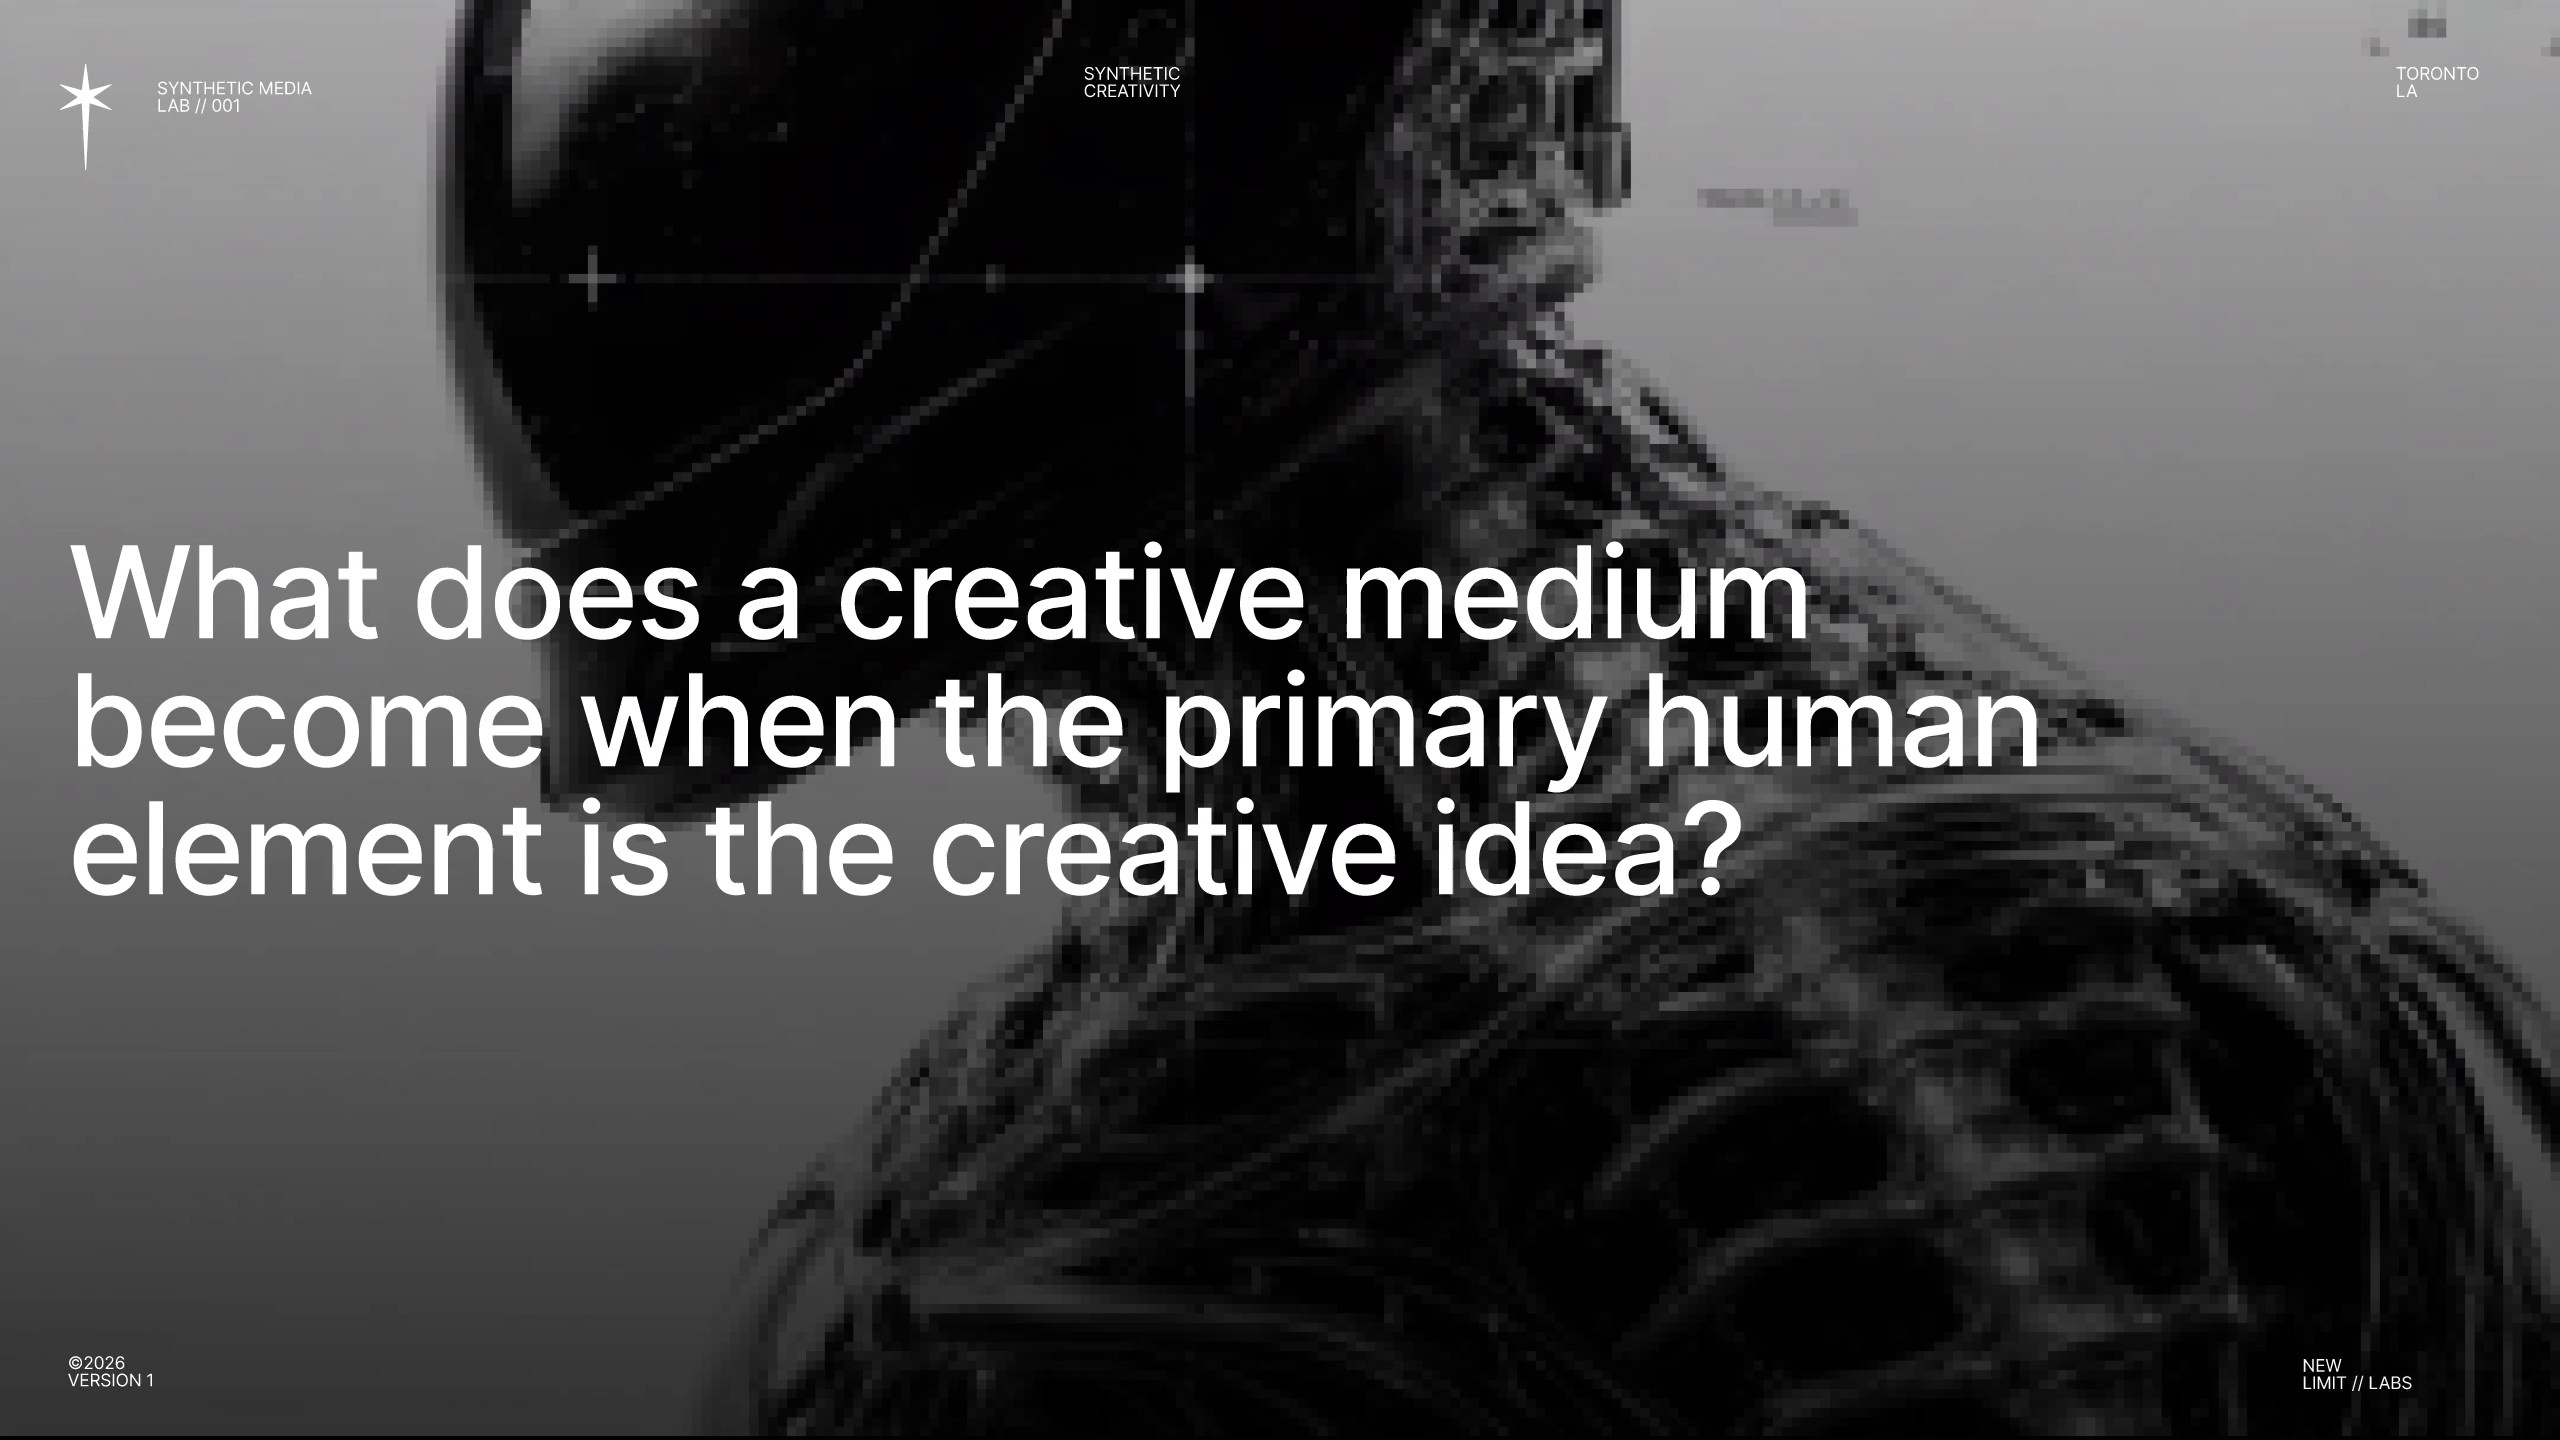 SYNTHETIC MEDIA
LAB // 001
SYNTHETIC
CREATIVITY
TORONTO
LA
What does a creative medium
become when the primary human
element is the creative idea?
©2026
VERSION 1
NEW
LIMIT // LABS